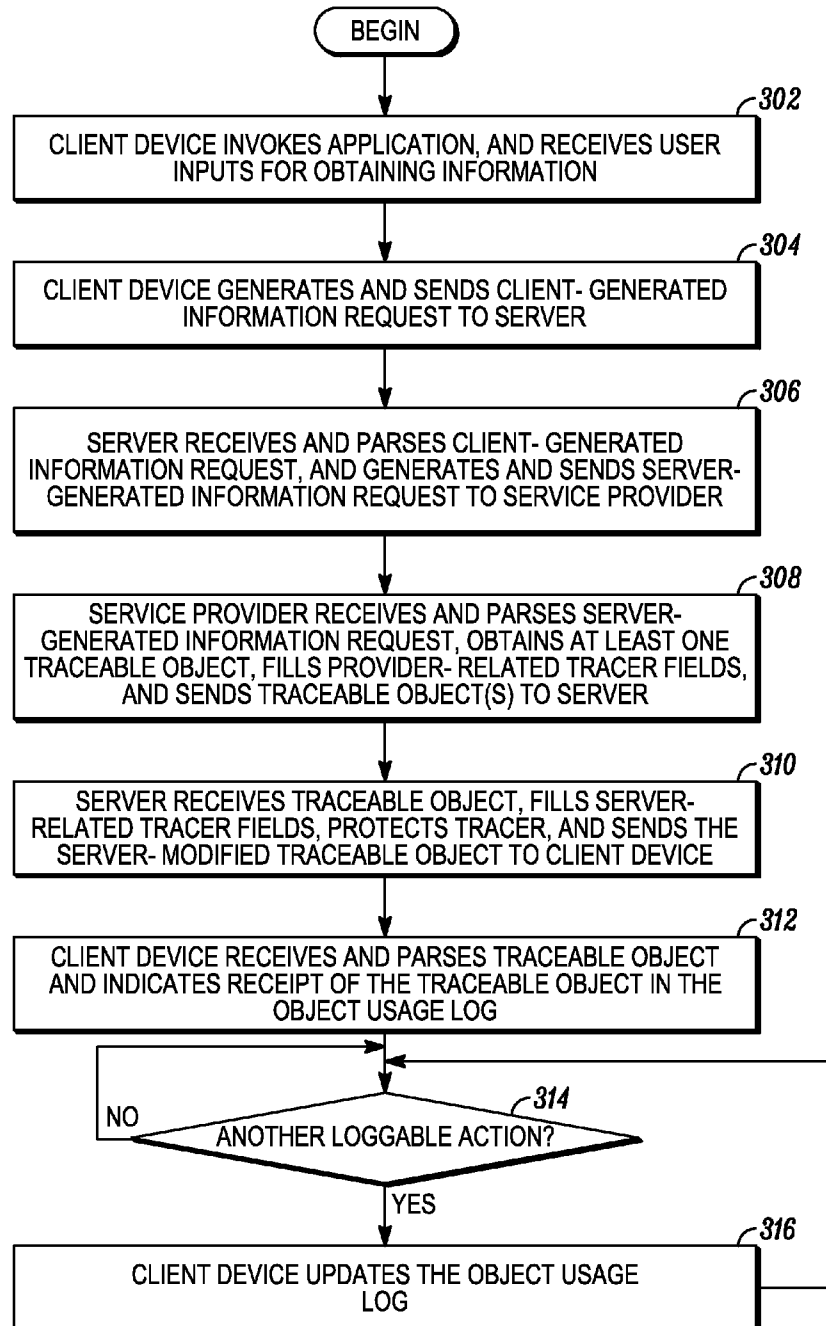 BEGIN
302
CLIENT DEVICE INVOKES APPLICATION, AND RECEIVES USER
INPUTS FOR OBTAINING INFORMATION
304
CLIENT DEVICE GENERATES AND SENDS CLIENT- GENERATED
INFORMATION REQUEST TO SERVER
306
SERVER RECEIVES AND PARSES CLIENT- GENERATED
INFORMATION REQUEST, AND GENERATES AND SENDS SERVER-
GENERATED INFORMATION REQUEST TO SERVICE PROVIDER
308
SERVICE PROVIDER RECEIVES AND PARSES SERVER-
GENERATED INFORMATION REQUEST, OBTAINS AT LEAST ONE
TRACEABLE OBJECT, FILLS PROVIDER- RELATED TRACER FIELDS,
AND SENDS TRACEABLE OBJECT(S) TO SERVER
310
SERVER RECEIVES TRACEABLE OBJECT, FILLS SERVER-
RELATED TRACER FIELDS, PROTECTS TRACER, AND SENDS THE
SERVER- MODIFIED TRACEABLE OBJECT TO CLIENT DEVICE
312
CLIENT DEVICE RECEIVES AND PARSES TRACEABLE OBJECT
AND INDICATES RECEIPT OF THE TRACEABLE OBJECT IN THE
OBJECT USAGE LOG
314
NO
ANOTHER LOGGABLE ACTION?
YES
316
CLIENT DEVICE UPDATES THE OBJECT USAGE
LOG